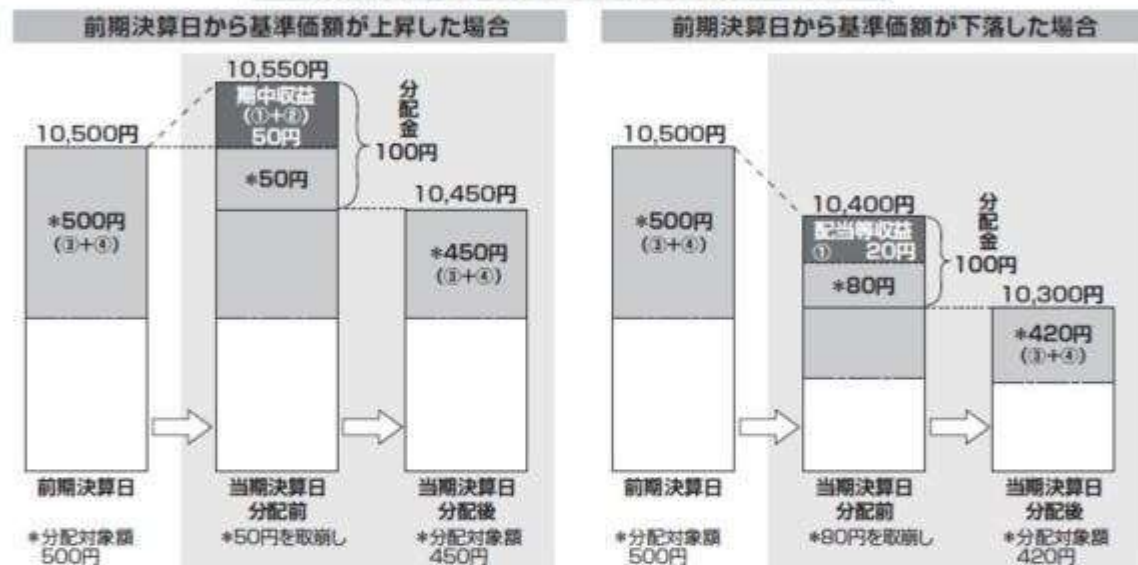 前期決算日から基準価額が上昇した場合
10,550円
期中収益
(①+②)
50円
分配金
100円
10,500円
*50円
10,450円
*500円
(③+④)
*450円
(③+④)
前期決算日
当期決算日
分配前
当期決算日
分配後
*分配対象額
500円
*50円を取崩し
*分配対象額
450円
前期決算日から基準価額が下落した場合
10,500円
10,400円
配当等収益
① 20円
分配金
100円
*500円
(③+④)
*80円
10,300円
*420円
(③+④)
前期決算日
当期決算日
分配前
当期決算日
分配後
*分配対象額
500円
*80円を取崩し
*分配対象額
420円